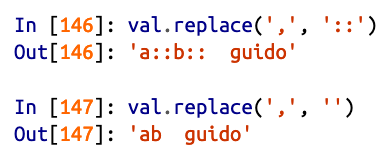 In [146]: val.replace(',', '::')
Out[146]: 'a::b::  guido'
In [147]: val.replace(',', '')
Out[147]: 'ab  guido'